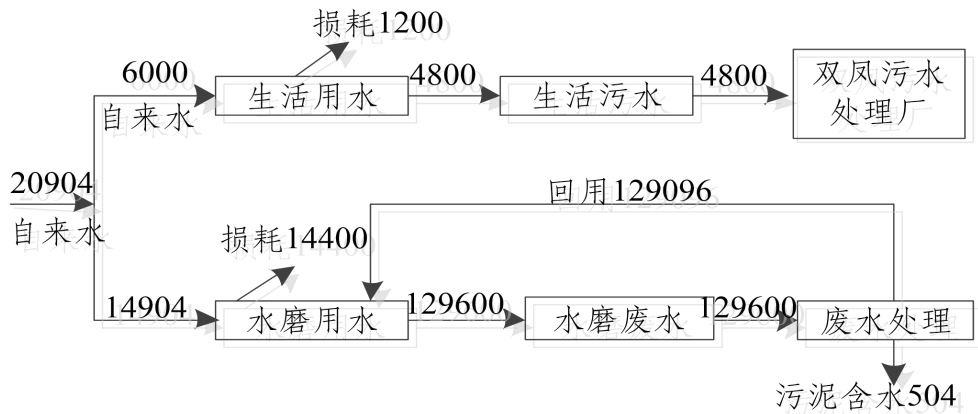 损耗1200
6000
自来水
生活用水
4800
生活污水
4800
双凤污水
处理厂
20904
自来水
回用129096
损耗14400
14904
水磨用水
129600
水磨废水
129600
废水处理
污泥含水504